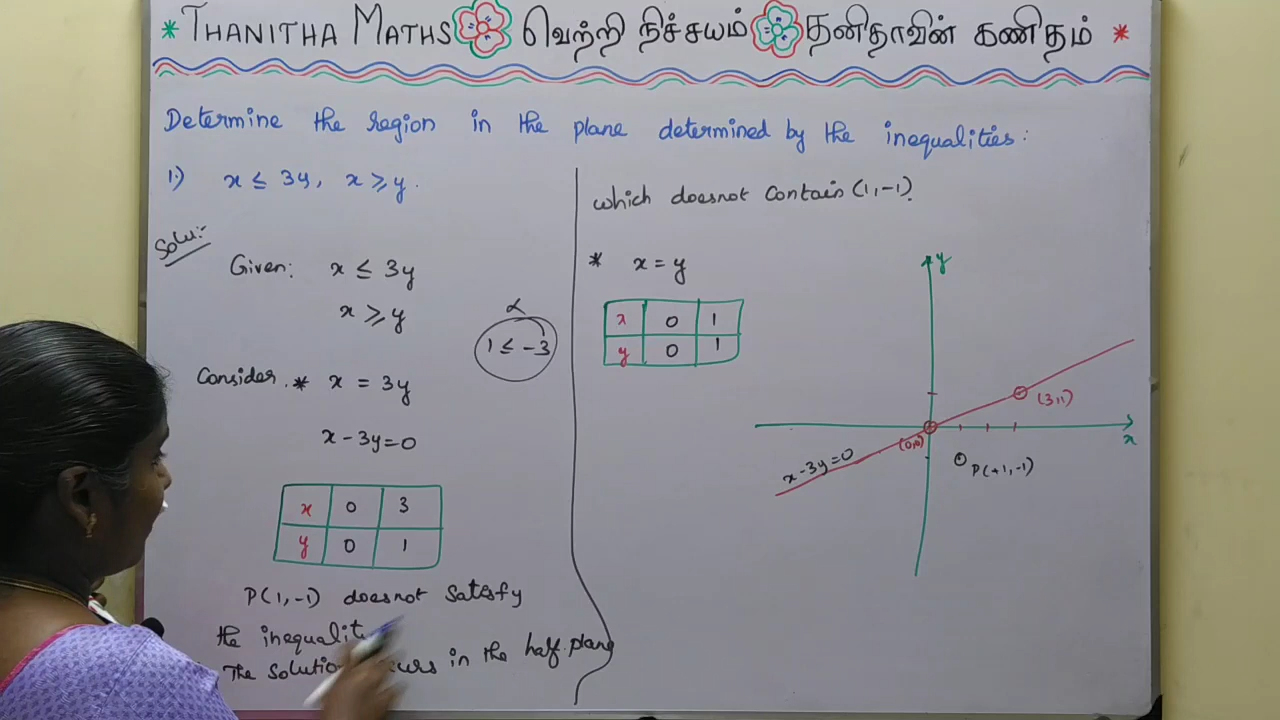 * THANITHA MATHS வெற்றி நிச்சயம் தனிதாவின் கணிதம் *
Determine the region in the plane determined by the inequalities:
1.) x ≤ 3y, x ≥ y.
Solu:-
Given: x ≤ 3y
x ≥ y
1 ≤ -3
Consider. * x = 3y
x - 3y = 0
x 0 3
y 0 1
P(1,-1) doesnot satisfy
the inequality
The solution in the half-plane
which doesnot contain (1,-1).
* x = y
x 0 1
y 0 1
y
(3,1)
x
(0,0)
x-3y=0
P(+1,-1)